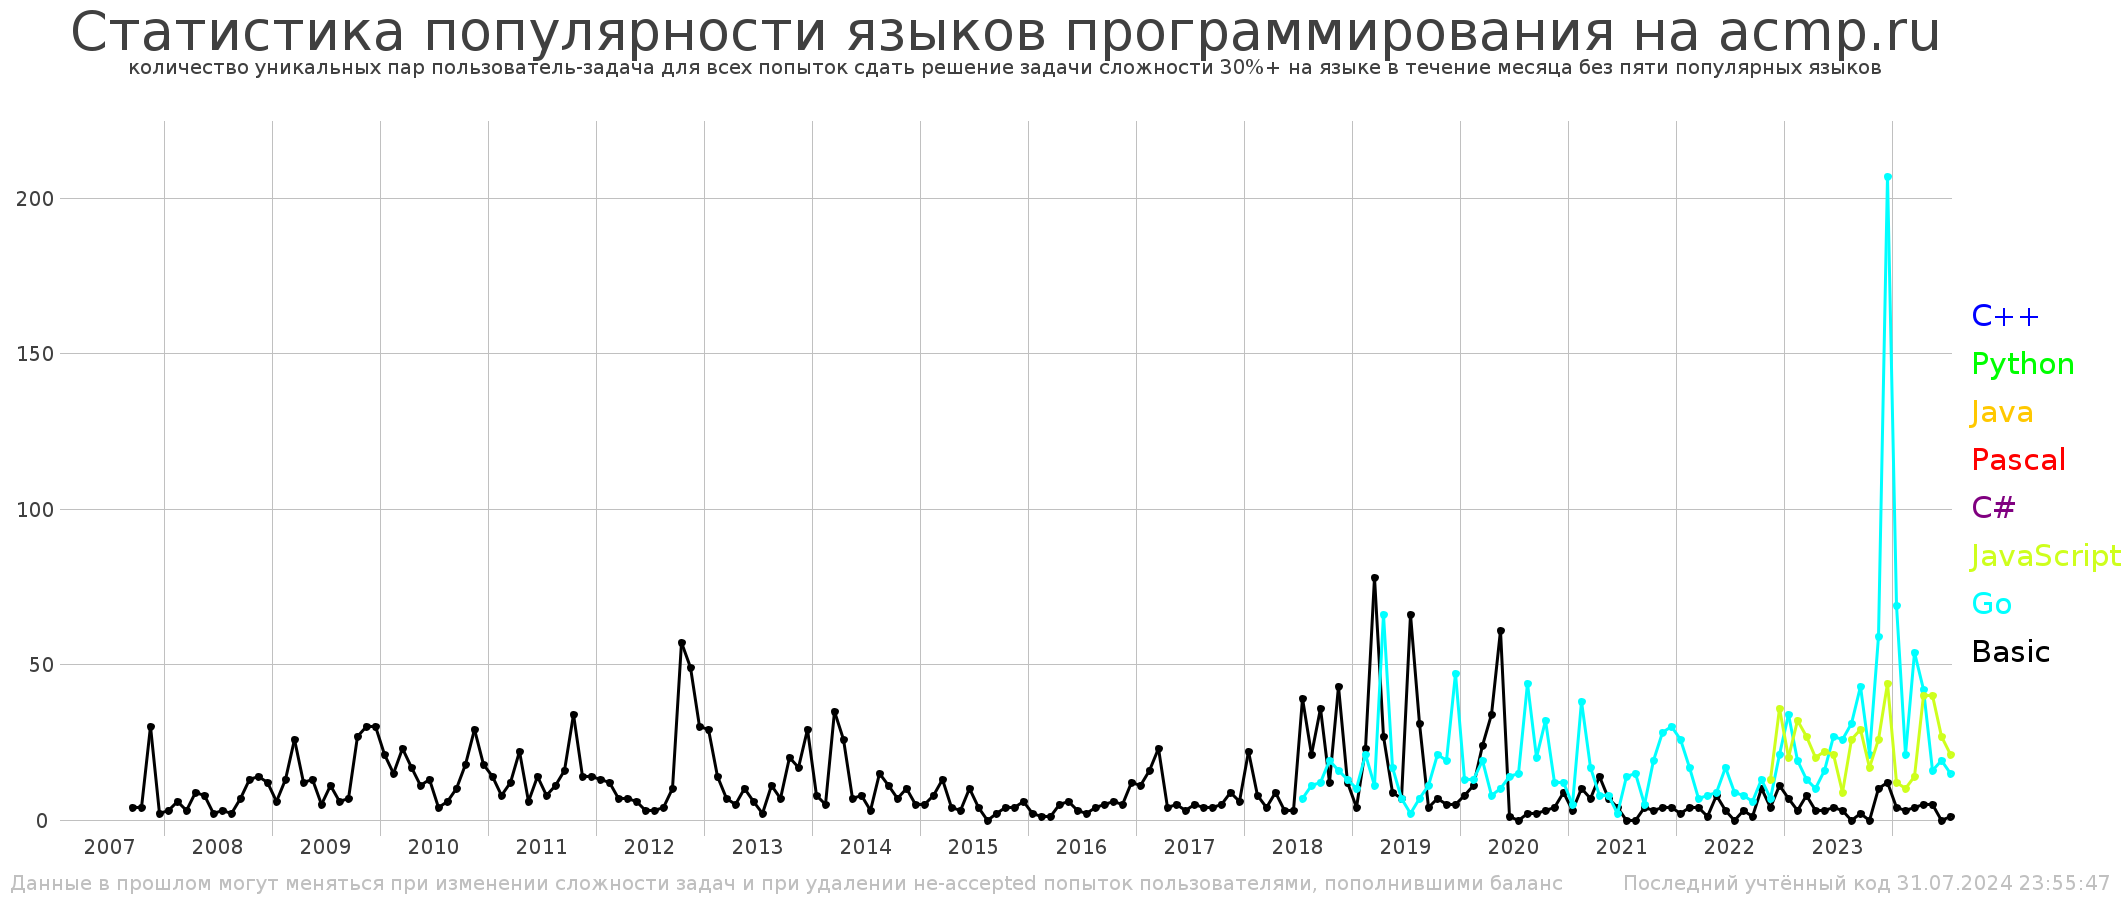 Статистика популярности языков программирования на acmp.ru
количество уникальных пар пользователь-задача для всех попыток сдать решение задачи сложности 30%+ на языке в течение месяца без пяти популярных языков
200
150
100
50
0
C++
Python
Java
Pascal
C#
JavaScript
Go
Basic
2007 2008 2009 2010 2011 2012 2013 2014 2015 2016 2017 2018 2019 2020 2021 2022 2023
Данные в прошлом могут меняться при изменении сложности задач и при удалении не-accepted попыток пользователями, пополнившими баланс
Последний учтённый код 31.07.2024 23:55:47